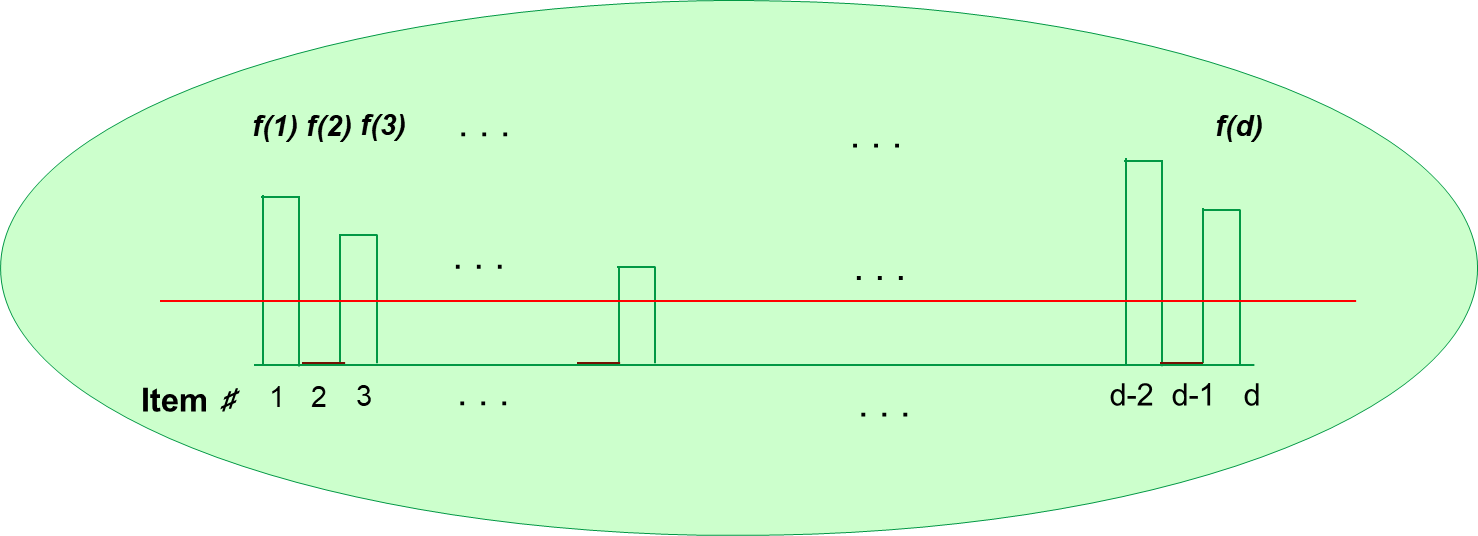 f(1) f(2) f(3) . . . . . . f(d)
. . . . . .
Item # 1 2 3 . . . . . . d-2 d-1 d